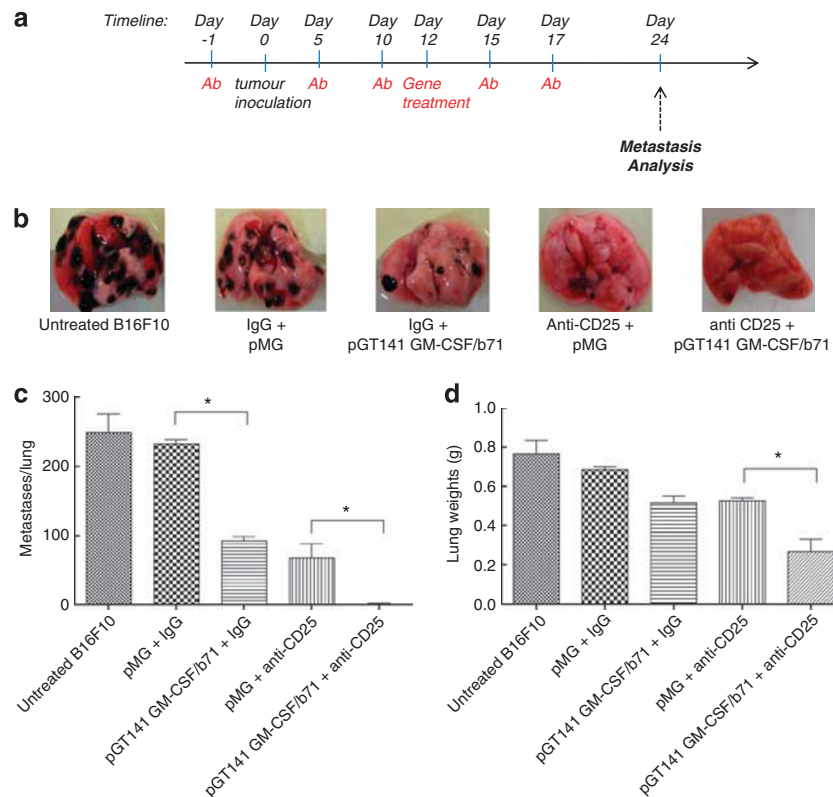 a
Timeline: Day Day Day Day Day Day Day Day
-1 0 5 10 12 15 17 24
Ab tumour Ab Ab Gene Ab Ab
inoculation treatment
Metastasis
Analysis
b
Untreated B16F10
IgG +
pMG
IgG +
pGT141 GM-CSF/b71
Anti-CD25 +
pMG
anti CD25 +
pGT141 GM-CSF/b71
c
Metastases/lung
300
200
100
0
*
*
Untreated B16F10
pMG + IgG
pGT141 GM-CSF/b71 + IgG
pMG + anti-CD25
pGT141 GM-CSF/b71 + anti-CD25
d
Lung weights (g)
1.0
0.8
0.6
0.4
0.2
0.0
*
Untreated B16F10
pMG + IgG
pGT141 GM-CSF/b71 + IgG
pMG + anti-CD25
pGT141 GM-CSF/b71 + anti-CD25